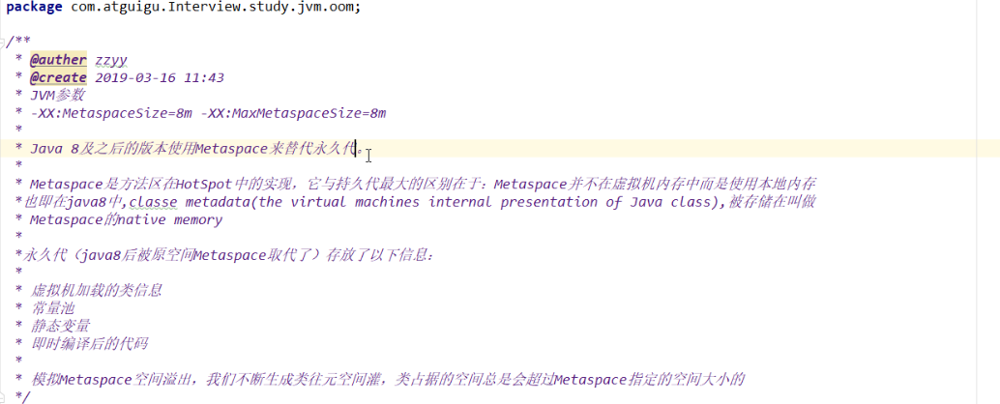 package com.atguigu.Interview.study.jvm.oom;
/**
* @auther zzyy
* @create 2019-03-16 11:43
* JVM参数
* -XX:MetaspaceSize=8m -XX:MaxMetaspaceSize=8m
*
* Java 8及之后的版本使用Metaspace来替代永久代。
*
* Metaspace是方法区在HotSpot中的实现，它与持久代最大的区别在于：Metaspace并不在虚拟机内存中而是使用本地内存
*也即在java8中,classe metadata(the virtual machines internal presentation of Java class),被存储在叫做
* Metaspace的native memory
*
*永久代（java8后被原空间Metaspace取代了）存放了以下信息：
*
* 虚拟机加载的类信息
* 常量池
* 静态变量
* 即时编译后的代码
*
* 模拟Metaspace空间溢出，我们不断生成类往元空间灌，类占据的空间总是会超过Metaspace指定的空间大小的
*/